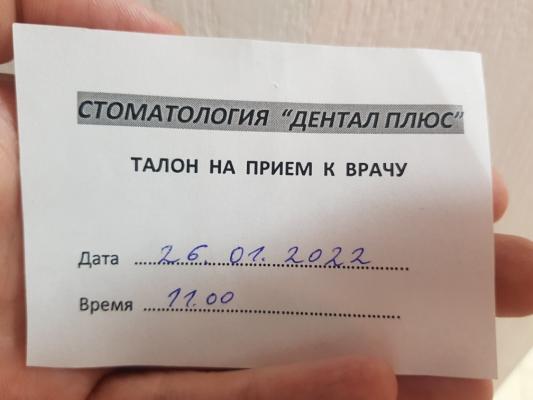 СТОМАТОЛОГИЯ "ДЕНТАЛ ПЛЮС"
ТАЛОН НА ПРИЕМ К ВРАЧУ
Дата 26.01.2022
Время 11.00